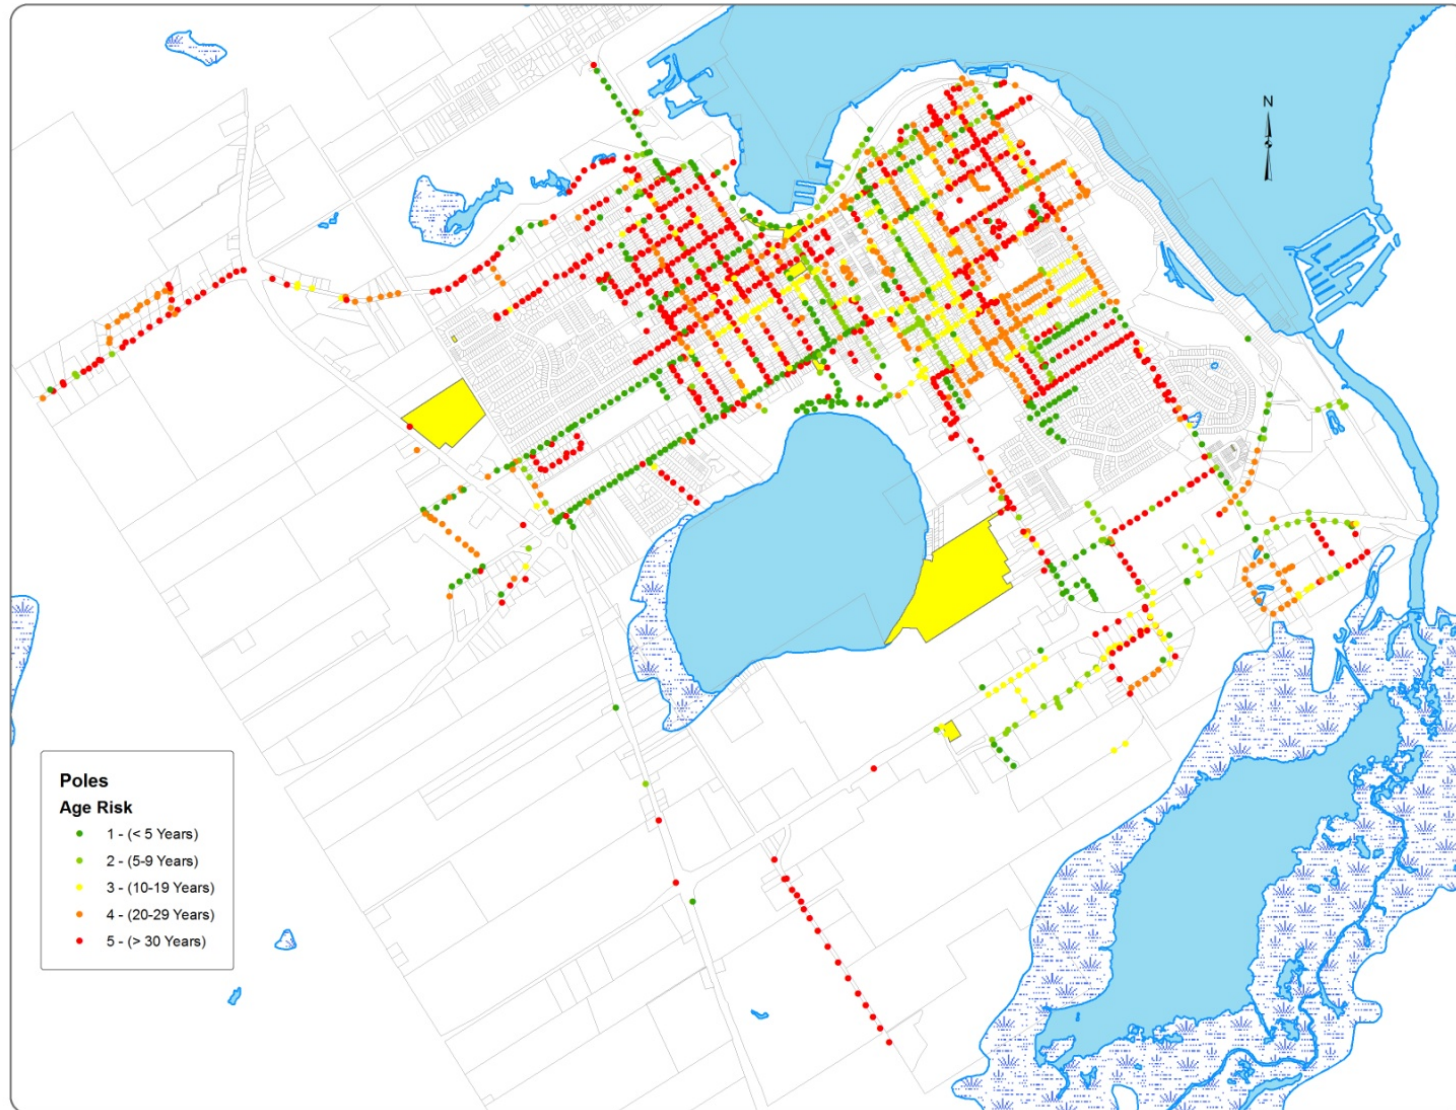 N
Poles
Age Risk
1 - (< 5 Years)
2 - (5-9 Years)
3 - (10-19 Years)
4 - (20-29 Years)
5 - (> 30 Years)